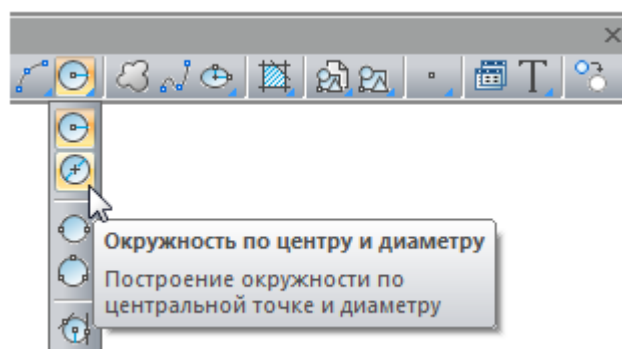 T
Окружность по центру и диаметру
Построение окружности по
центральной точке и диаметру